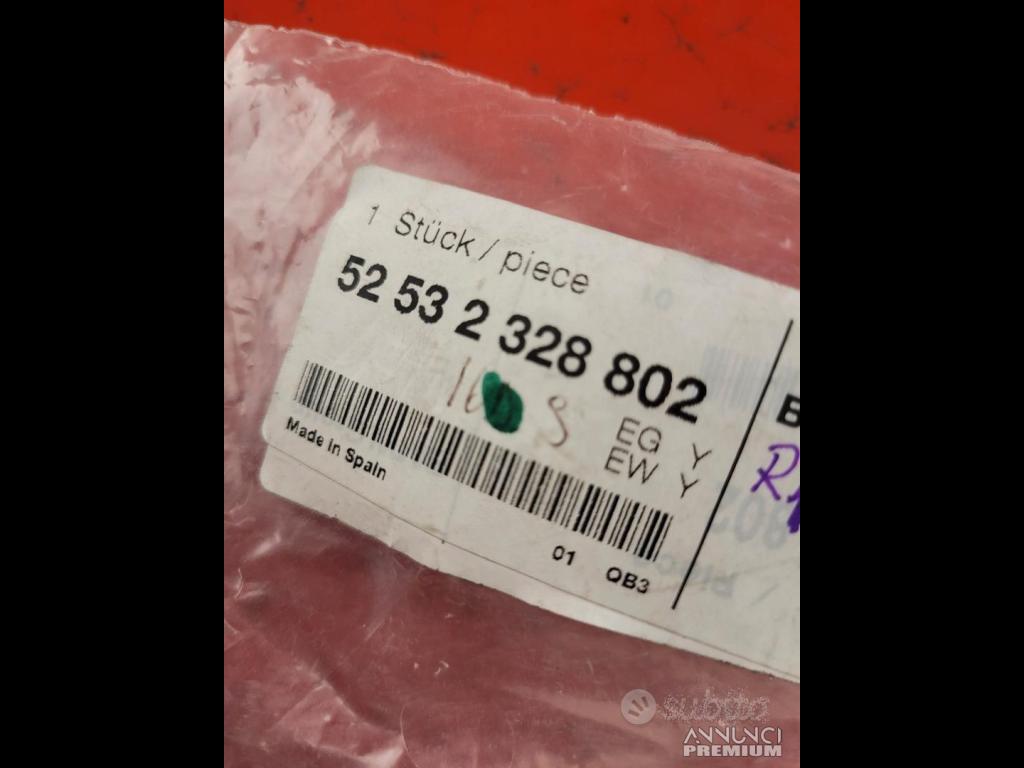 1 Stück / piece
52 53 2 328 802
EG Y
EW Y
Made in Spain
01 QB3
B
subito
ANNUNCI
PREMIUM